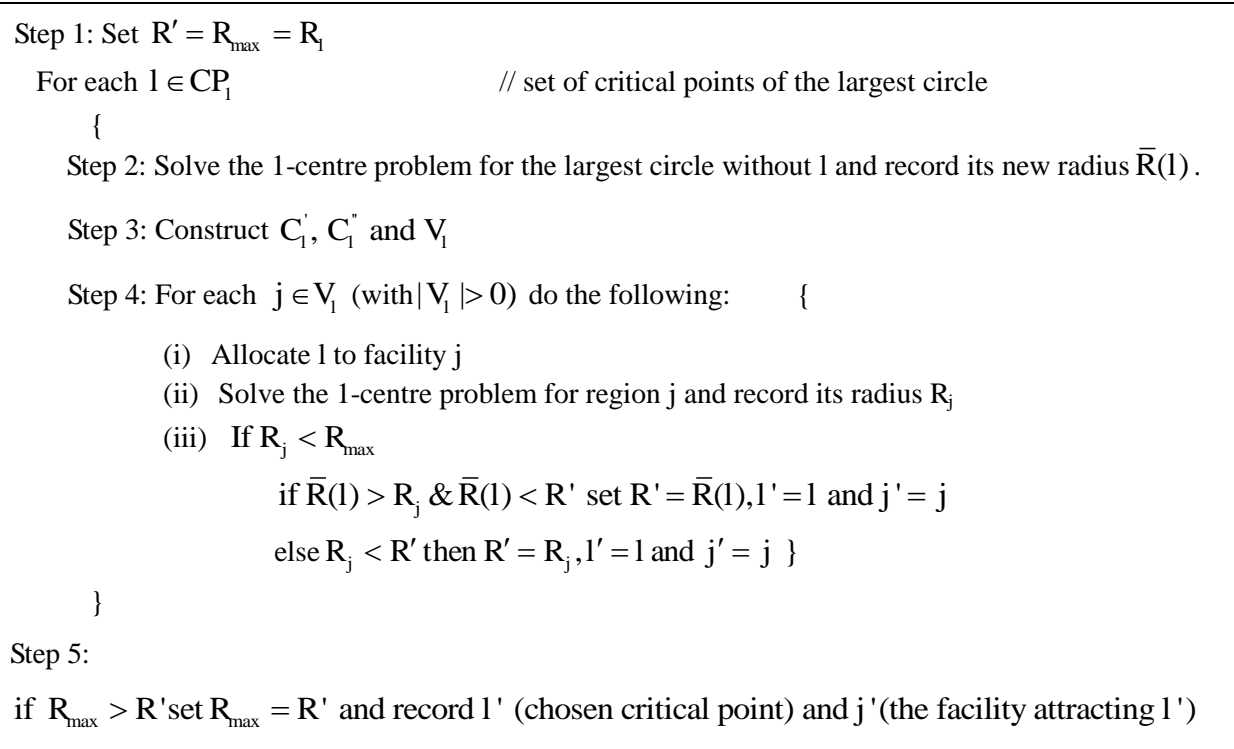 Step 1: Set R′ = R_max = R_1
For each l ∈ CP_1 // set of critical points of the largest circle
{
Step 2: Solve the 1-centre problem for the largest circle without l and record its new radius R̄(l).
Step 3: Construct C_l^', C_l^" and V_l
Step 4: For each j ∈ V_l (with | V_l |> 0) do the following: {
(i) Allocate l to facility j
(ii) Solve the 1-centre problem for region j and record its radius R_j
(iii) If R_j < R_max
if R̄(l) > R_j & R̄(l) < R' set R' = R̄(l), l' = l and j' = j
else R_j < R′ then R′ = R_j, l′ = l and j′ = j }
}
Step 5:
if R_max > R' set R_max = R' and record l' (chosen critical point) and j' (the facility attracting l')